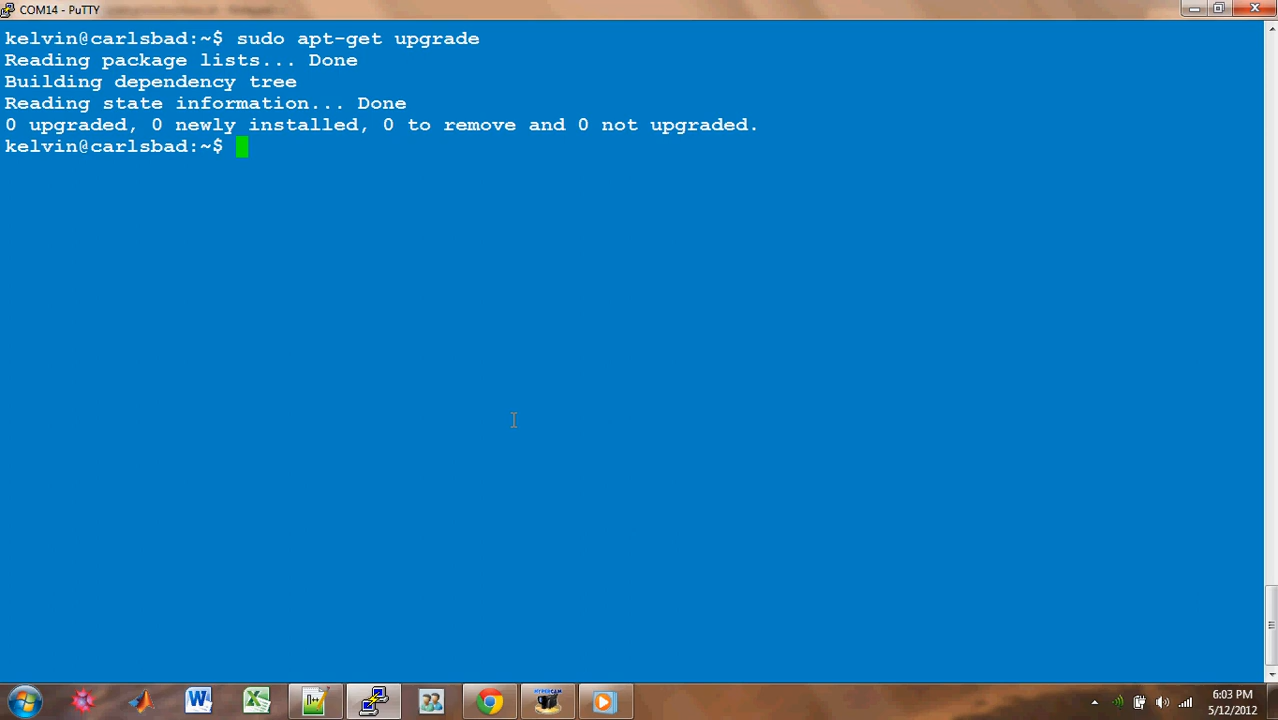 COM14 - PuTTY
kelvin@carlsbad:~$ sudo apt-get upgrade
Reading package lists... Done
Building dependency tree
Reading state information... Done
0 upgraded, 0 newly installed, 0 to remove and 0 not upgraded.
kelvin@carlsbad:~$
HYPERCAM
6:03 PM
5/12/2012